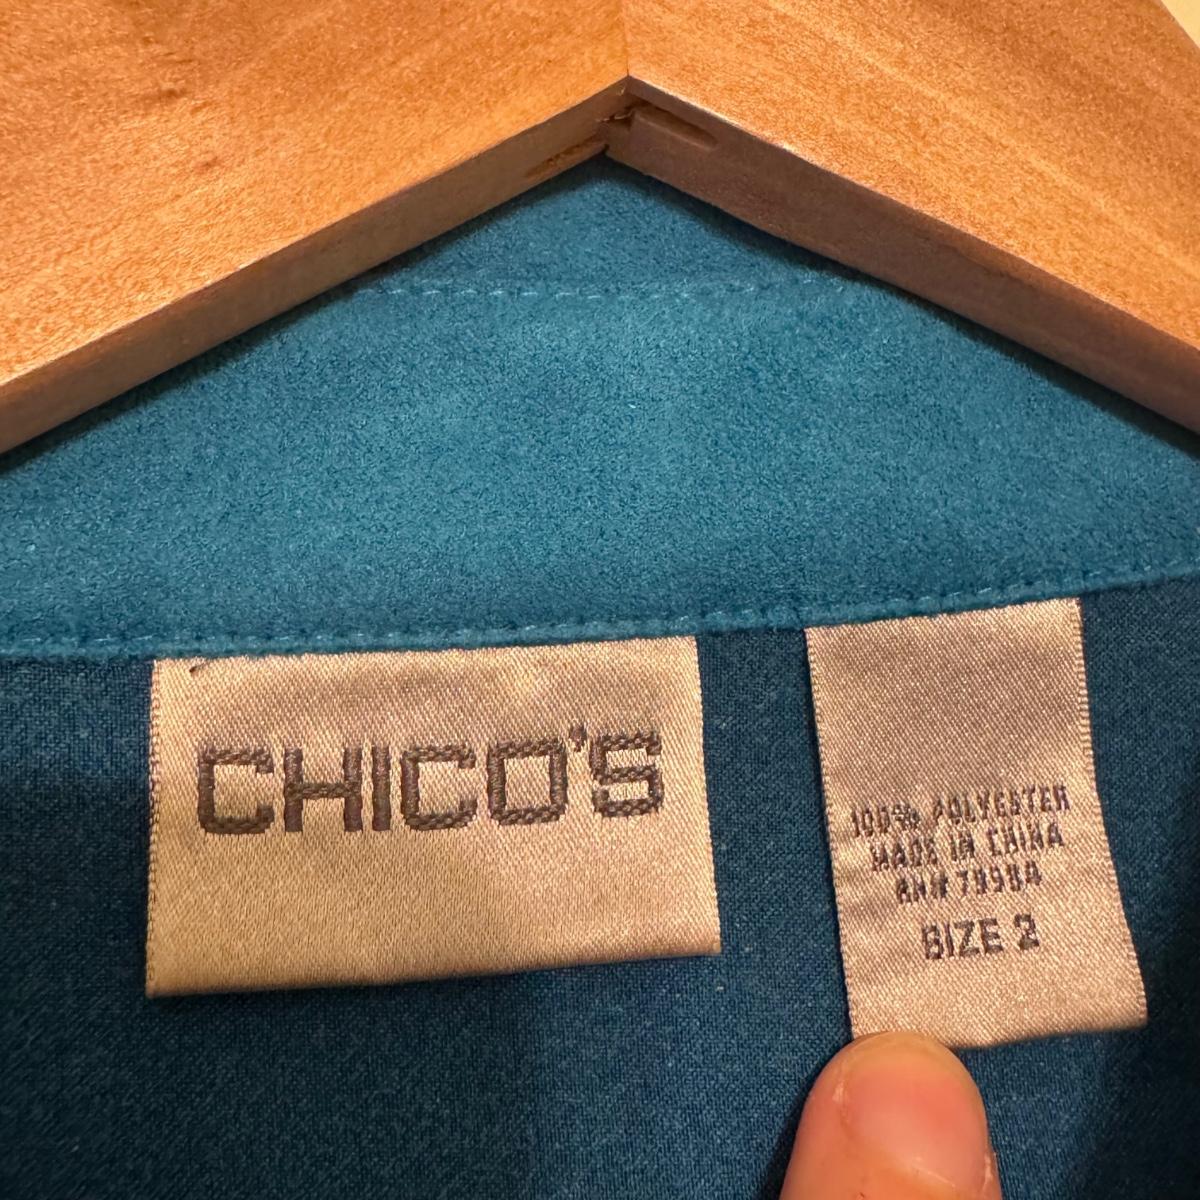 CHICO'S
100% POLYESTER
MADE IN CHINA
RN# 79984
SIZE 2